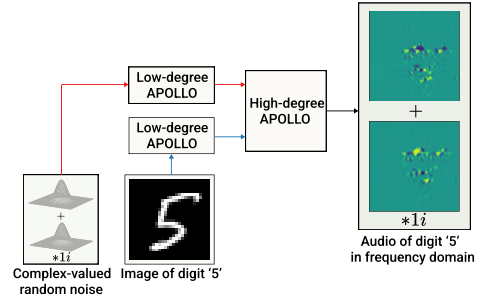 Low-degree
APOLLO
Low-degree
APOLLO
High-degree
APOLLO
+
*1i
+
*1i
Complex-valued
random noise
5
Image of digit ‘5’
Audio of digit ‘5’
in frequency domain